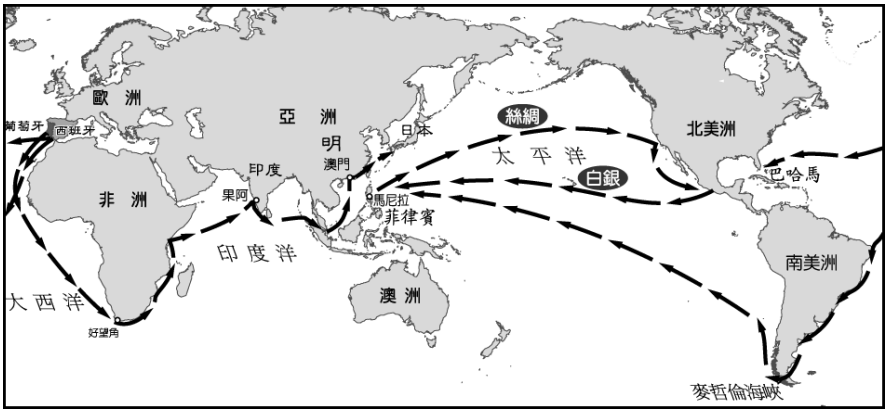 歐洲
亞洲
絲綢
葡萄牙
西班牙
明
日本
北美洲
太平洋
澳門
印度
巴哈馬
白銀
非洲
果阿
馬尼拉
菲律賓
印度洋
南美洲
澳洲
大西洋
好望角
麥哲倫海峽